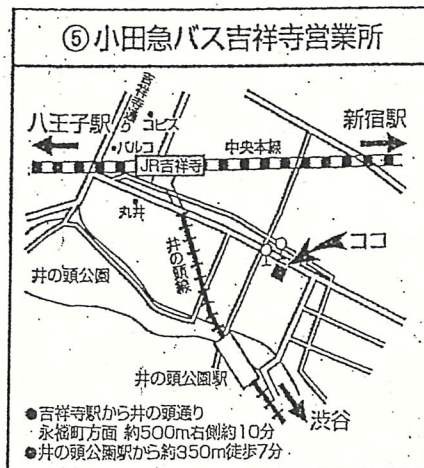 ⑤小田急バス吉祥寺営業所
吉祥寺通り
八王子駅
コピス
パルコ
新宿駅
中央本線
JR吉祥寺
丸井
井の頭線
ココ
井の頭公園
井の頭公園駅
渋谷
●吉祥寺駅から井の頭通り
永福町方面 約500m右側約10分
●井の頭公園駅から約350m徒歩7分